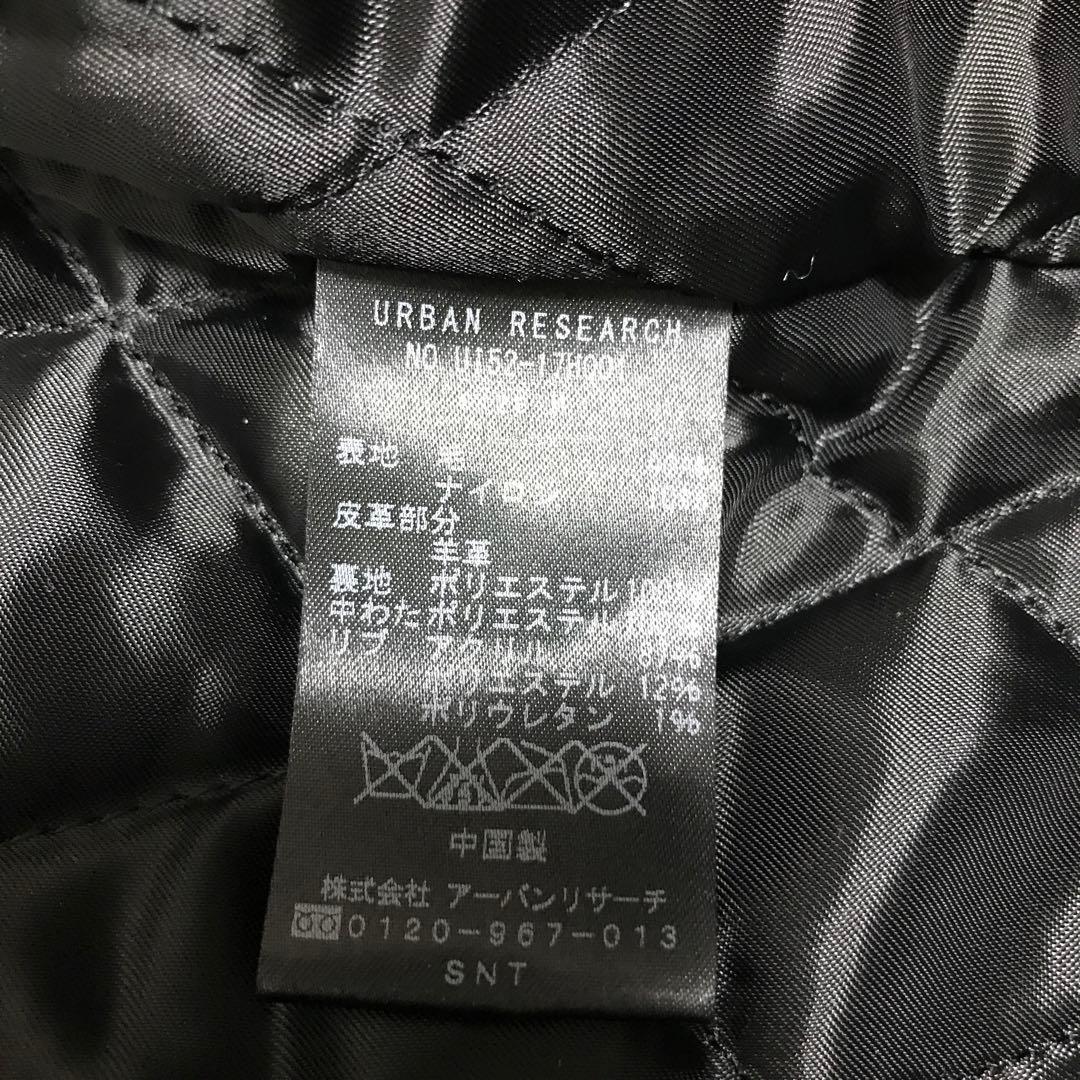 URBAN RESEARCH
NO.
表地 毛
ナイロン
皮革部分
羊革
裏地 ポリエステル
中わた ポリエステル
リブ アクリル
ポリエステル 12%
ポリウレタン 1%
中国製
株式会社 アーバンリサーチ
0120-967-013
SNT